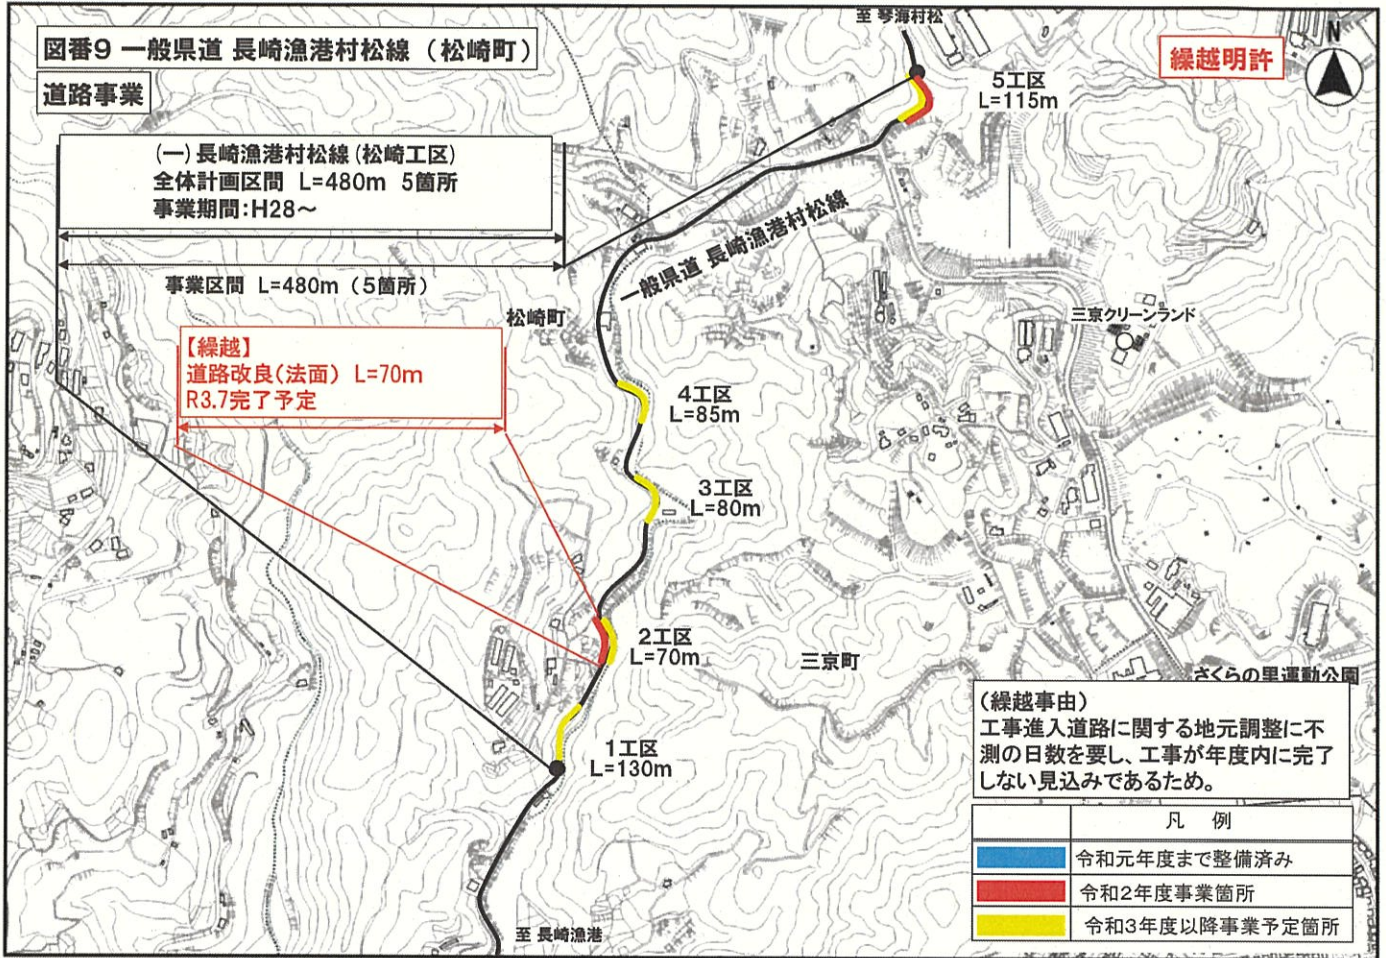 図番9 一般県道 長崎漁港村松線（松崎町）
道路事業
至 琴海村松
繰越明許
N
5工区
L=115m
(一)長崎漁港村松線(松崎工区)
全体計画区間 L=480m 5箇所
事業期間:H28～
事業区間 L=480m（5箇所）
一般県道 長崎漁港村松線
松崎町
三京クリーンランド
【繰越】
道路改良(法面) L=70m
R3.7完了予定
4工区
L=85m
3工区
L=80m
2工区
L=70m
三京町
さくらの里運動公園
1工区
L=130m
(繰越事由)
工事進入道路に関する地元調整に不
測の日数を要し、工事が年度内に完了
しない見込みであるため。
凡 例
令和元年度まで整備済み
令和2年度事業箇所
令和3年度以降事業予定箇所
至 長崎漁港